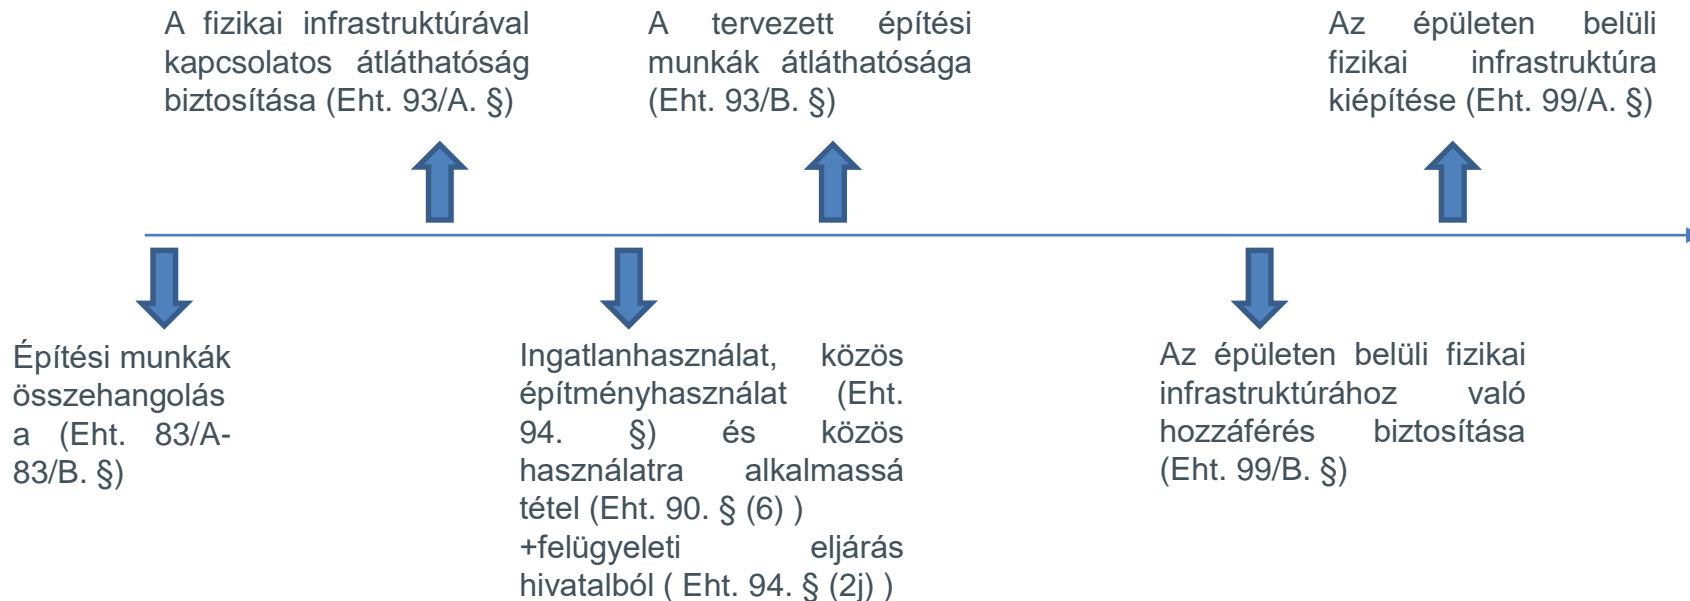 A fizikai infrastruktúrával
kapcsolatos átláthatóság
biztosítása (Eht. 93/A. §)
A tervezett építési
munkák átláthatósága
(Eht. 93/B. §)
Az épületen belüli
fizikai infrastruktúra
kiépítése (Eht. 99/A. §)
Építési munkák
összehangolás
a (Eht. 83/A-
83/B. §)
Ingatlanhasználat, közös
építményhasználat (Eht.
94. §) és közös
használatra alkalmassá
tétel (Eht. 90. § (6) )
+felügyeleti eljárás
hivatalból ( Eht. 94. § (2j) )
Az épületen belüli fizikai
infrastruktúrához való
hozzáférés biztosítása
(Eht. 99/B. §)